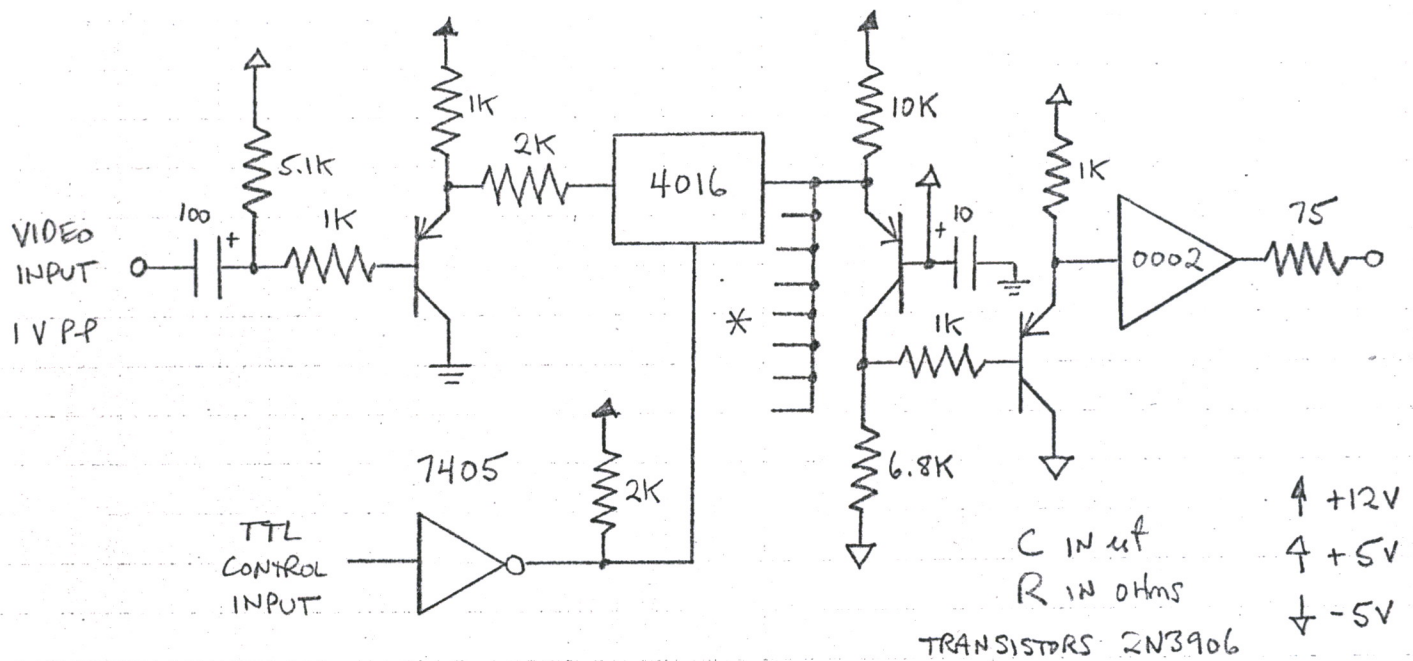 VIDEO
INPUT
1 V P-P
100
+
5.1K
1K
1K
2K
4016
10K
+
10
*
1K
6.8K
1K
0002
75
7405
2K
TTL
CONTROL
INPUT
C IN uf
R IN OHms
TRANSISTORS 2N3906
+12V
+5V
-5V